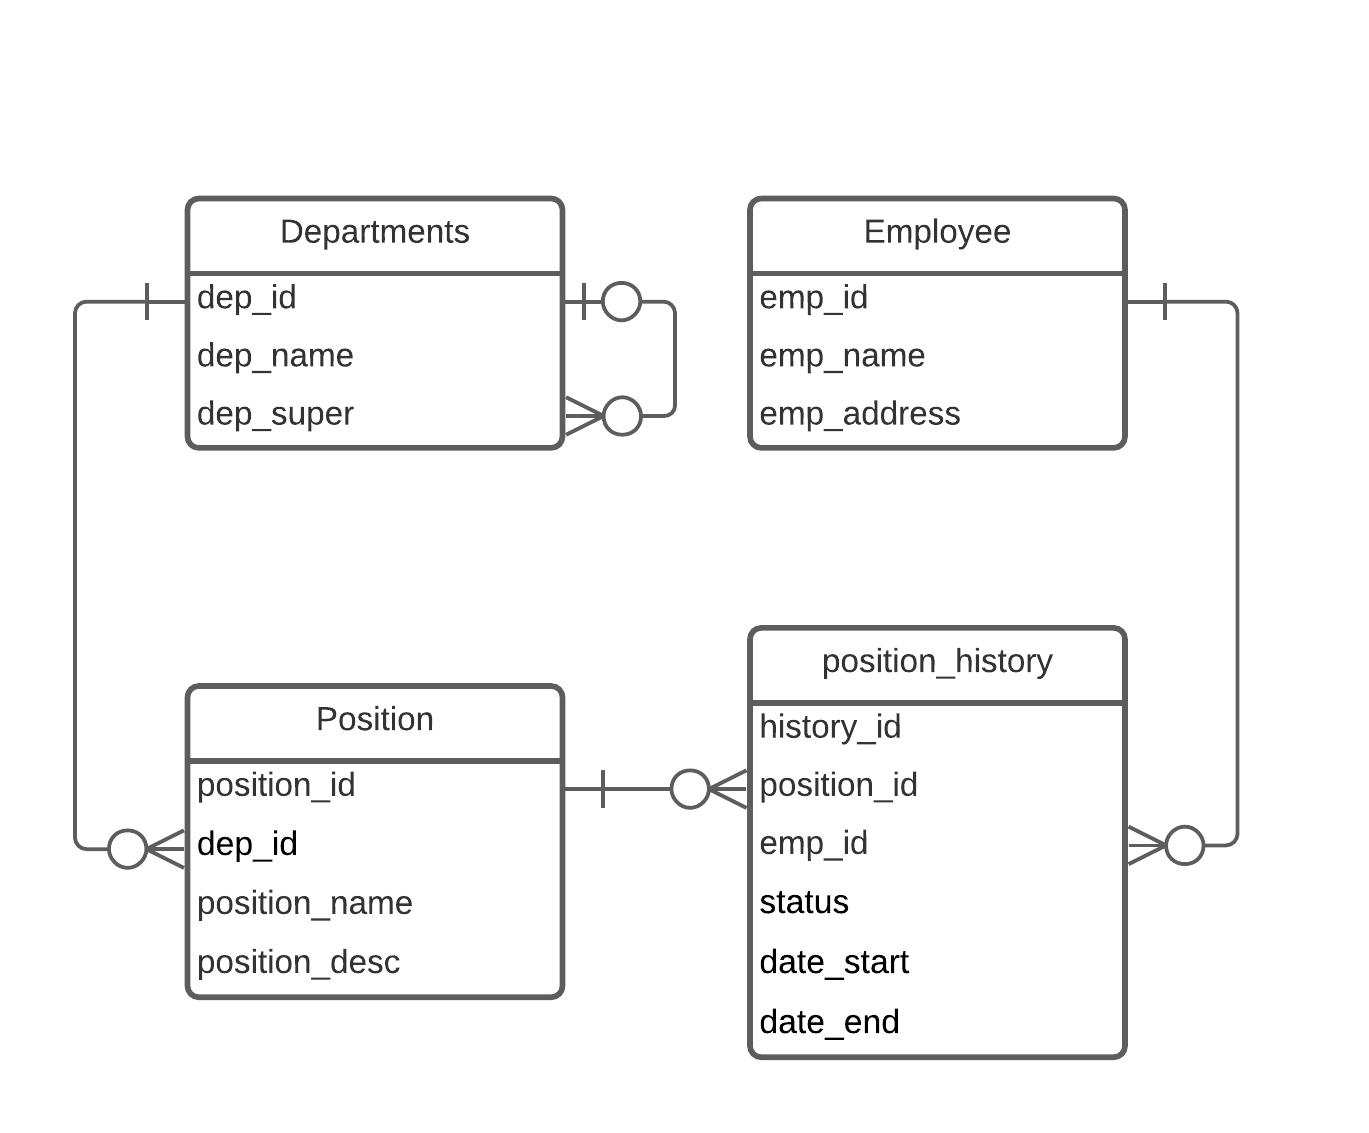 Departments
dep_id
dep_name
dep_super
Employee
emp_id
emp_name
emp_address
Position
position_id
dep_id
position_name
position_desc
position_history
history_id
position_id
emp_id
status
date_start
date_end